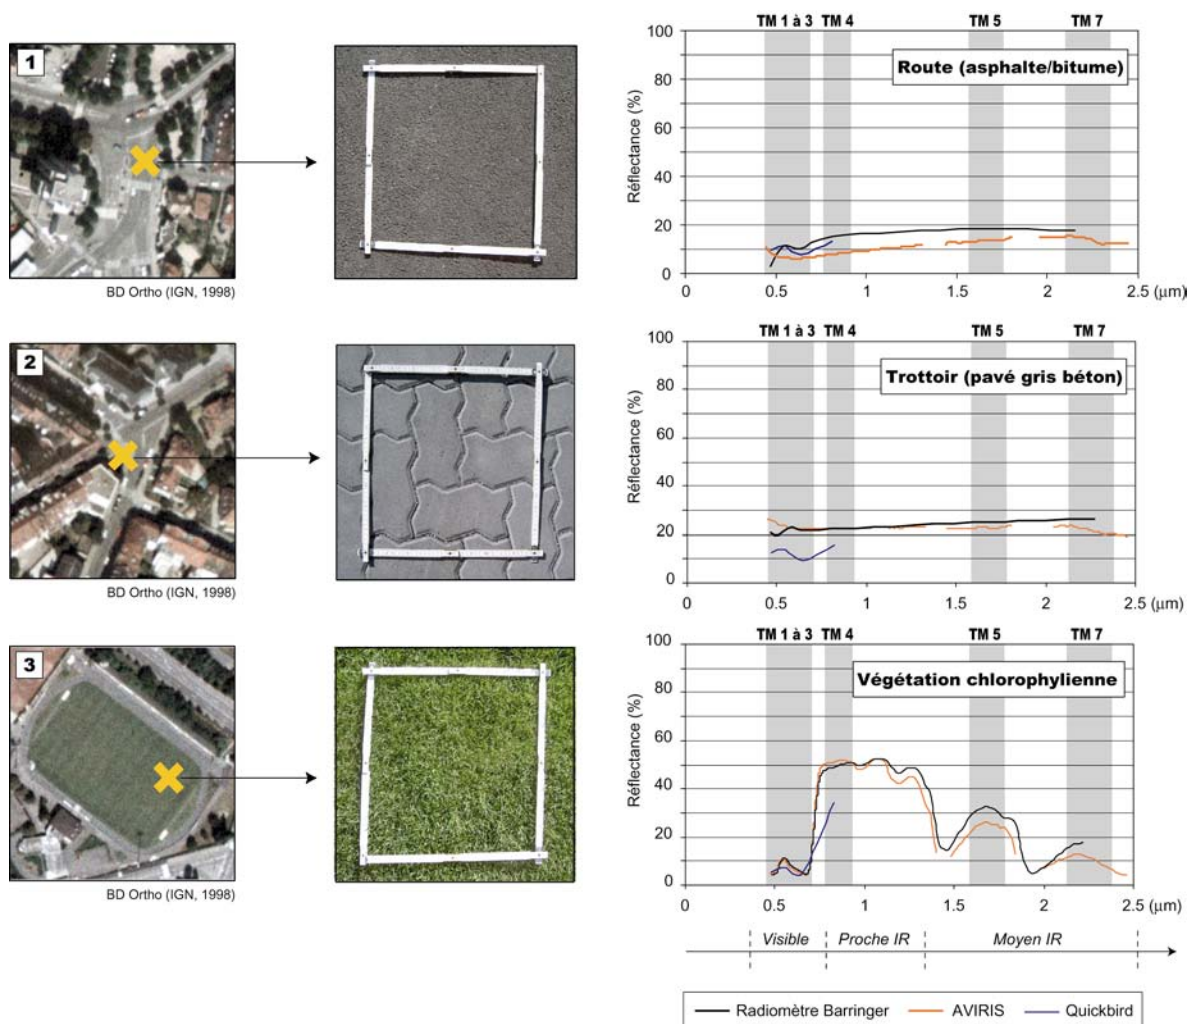 1
BD Ortho (IGN, 1998)
TM 1 à 3 TM 4 TM 5 TM 7
Route (asphalte/bitume)
Réflectance (%)
100
80
60
40
20
0
0 0.5 1 1.5 2 2.5 (µm)
2
BD Ortho (IGN, 1998)
TM 1 à 3 TM 4 TM 5 TM 7
Trottoir (pavé gris béton)
Réflectance (%)
100
80
60
40
20
0
0 0.5 1 1.5 2 2.5 (µm)
3
BD Ortho (IGN, 1998)
TM 1 à 3 TM 4 TM 5 TM 7
Végétation chlorophylienne
Réflectance (%)
100
80
60
40
20
0
0 0.5 1 1.5 2 2.5 (µm)
Visible Proche IR Moyen IR
Radiomètre Barringer AVIRIS Quickbird